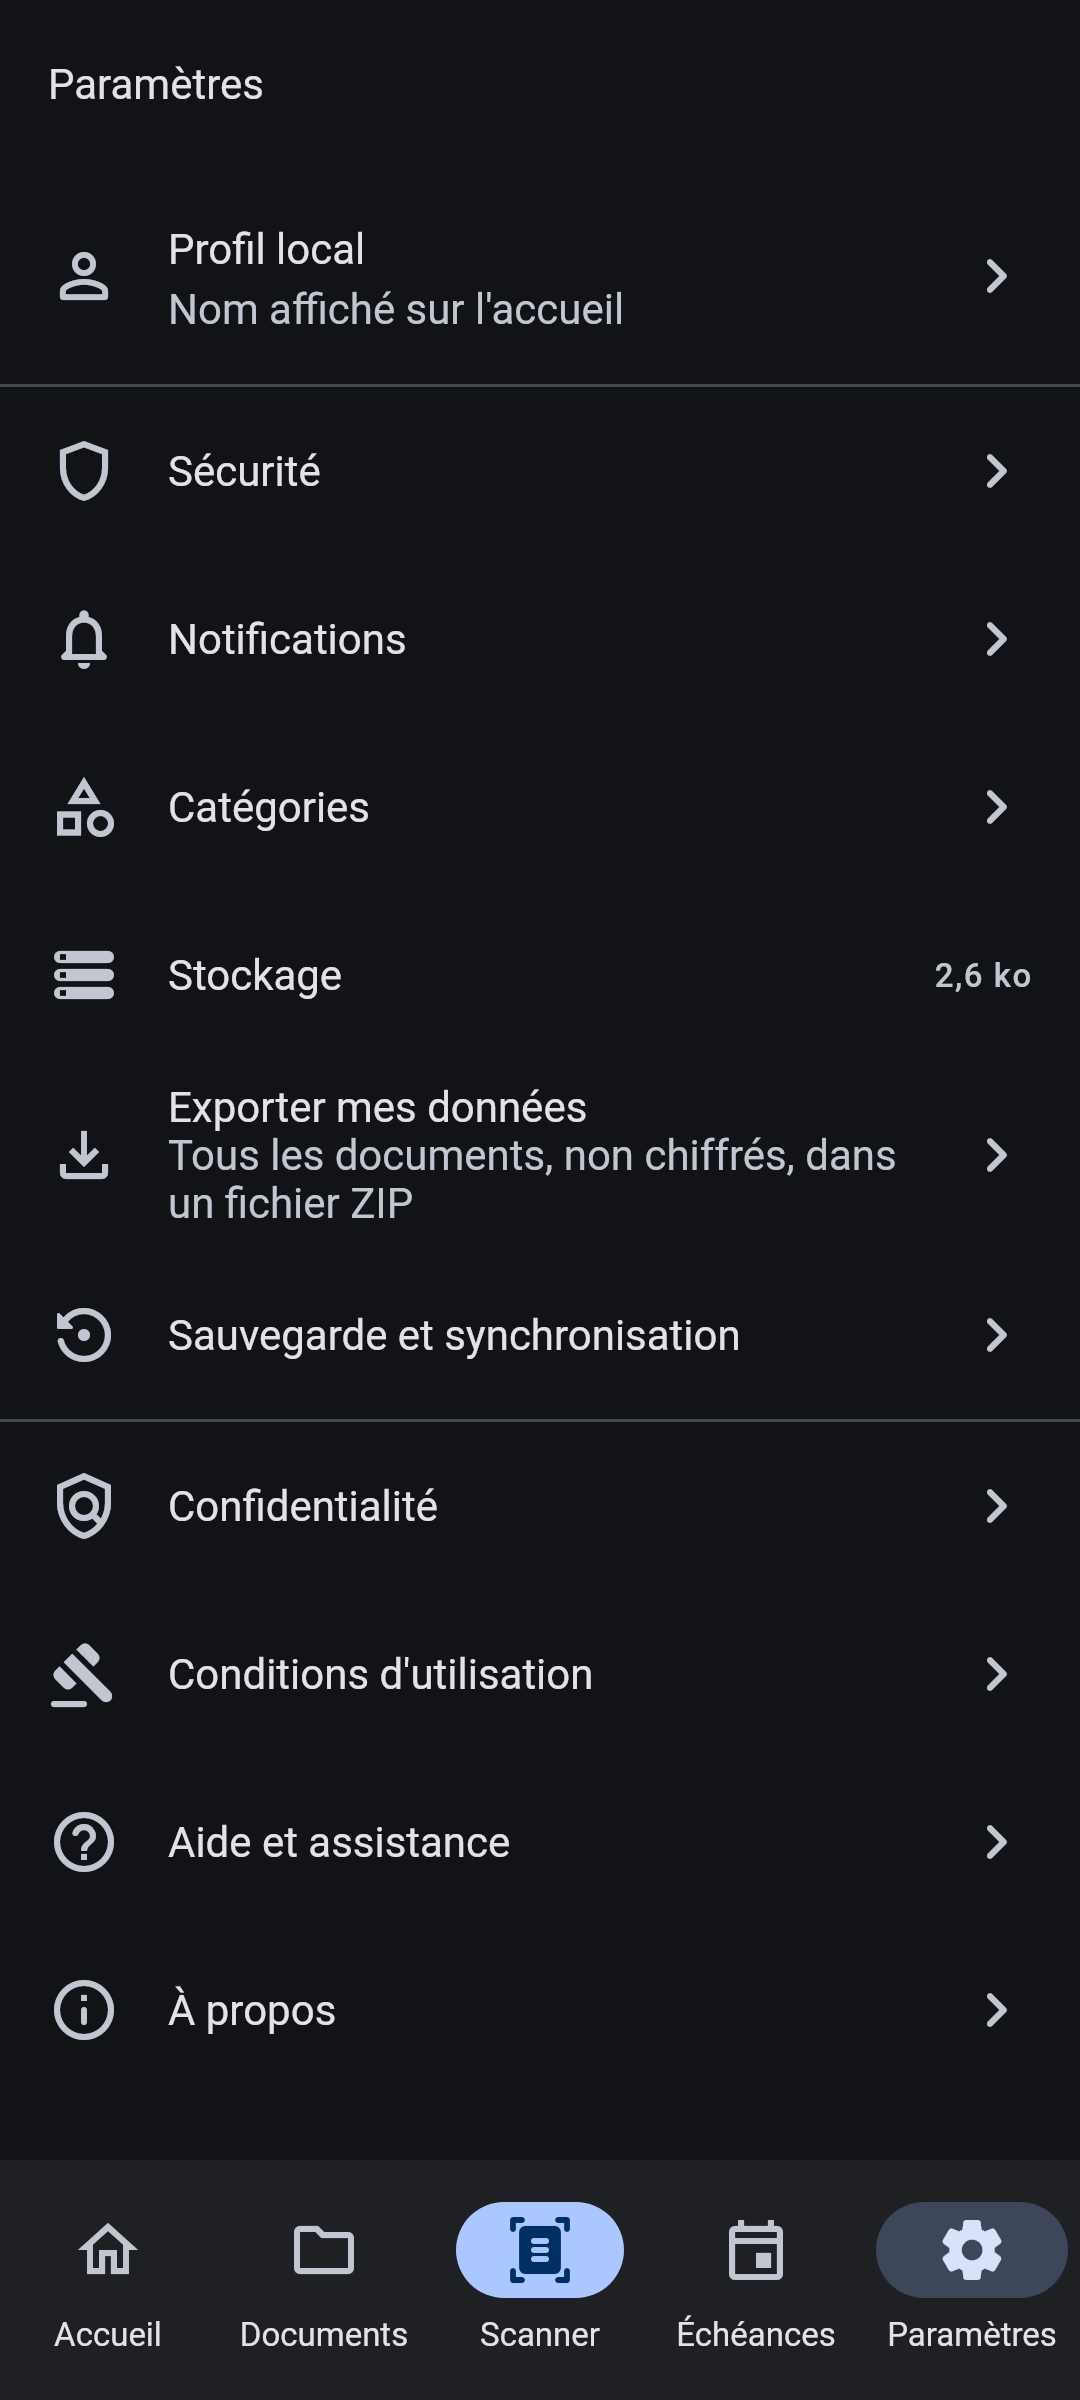 Paramètres
Profil local
Nom affiché sur l'accueil
Sécurité
Notifications
Catégories
Stockage 2,6 ko
Exporter mes données
Tous les documents, non chiffrés, dans
un fichier ZIP
Sauvegarde et synchronisation
Confidentialité
Conditions d'utilisation
Aide et assistance
À propos
Accueil Documents Scanner Échéances Paramètres